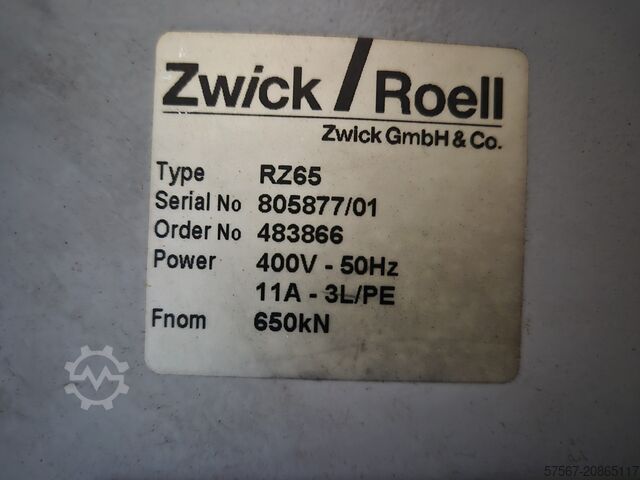 Zwick / Roell
Zwick GmbH & Co.
Type RZ65
Serial No 805877/01
Order No 483866
Power 400V - 50Hz
11A - 3L/PE
Fnom 650kN
57567-20865117